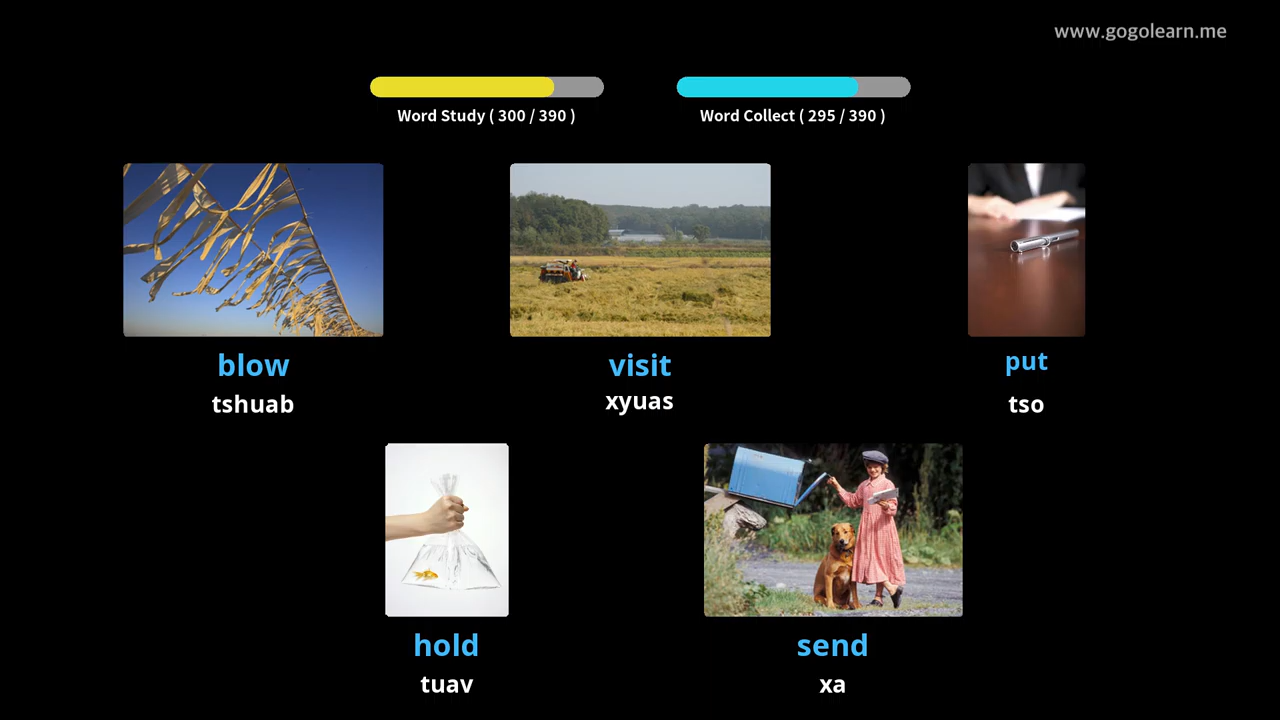 www.gogolearn.me
Word Study ( 300 / 390 )
Word Collect ( 295 / 390 )
blow
tshuab
visit
xyuas
put
tso
hold
tuav
send
xa